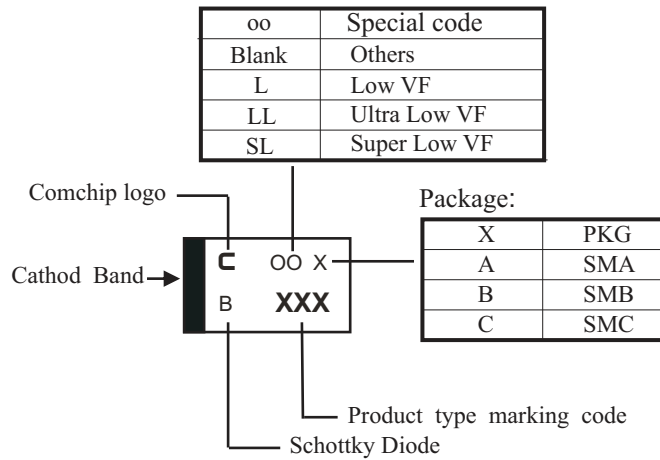 oo Special code
Blank Others
L Low VF
LL Ultra Low VF
SL Super Low VF
Comchip logo
Package:
X PKG
A SMA
B SMB
C SMC
Cathod Band
C OO X
B XXX
Product type marking code
Schottky Diode